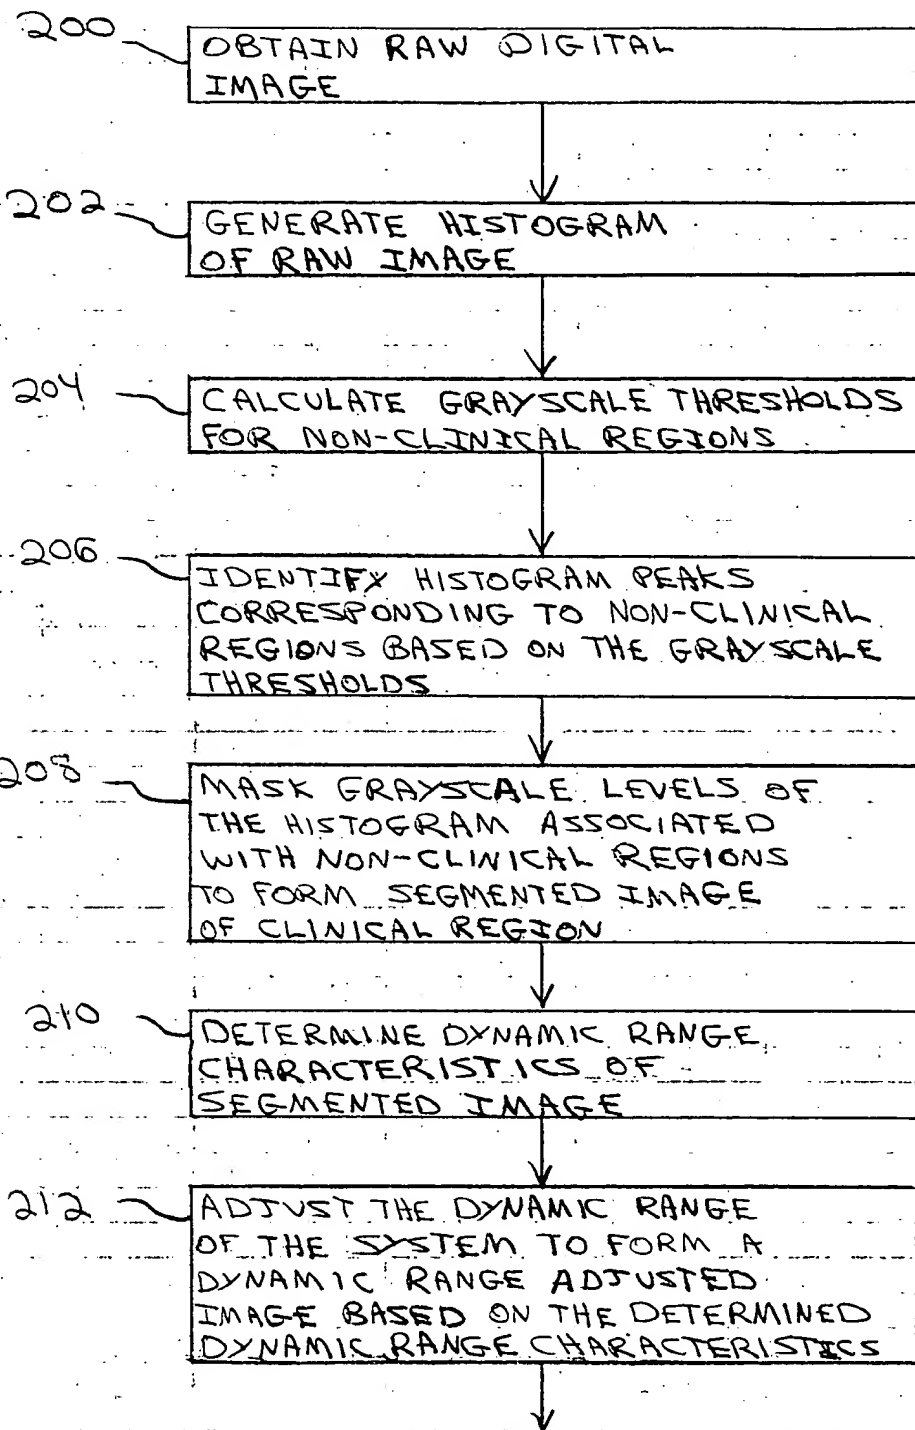 200
OBTAIN RAW DIGITAL
IMAGE
202
GENERATE HISTOGRAM
OF RAW IMAGE
204
CALCULATE GRAYSCALE THRESHOLDS
FOR NON-CLINICAL REGIONS
206
IDENTIFY HISTOGRAM PEAKS
CORRESPONDING TO NON-CLINICAL
REGIONS BASED ON THE GRAYSCALE
THRESHOLDS
208
MASK GRAYSCALE LEVELS OF
THE HISTOGRAM ASSOCIATED
WITH NON-CLINICAL REGIONS
TO FORM SEGMENTED IMAGE
OF CLINICAL REGION
210
DETERMINE DYNAMIC RANGE
CHARACTERISTICS OF
SEGMENTED IMAGE
212
ADJUST THE DYNAMIC RANGE
OF THE SYSTEM TO FORM A
DYNAMIC RANGE ADJUSTED
IMAGE BASED ON THE DETERMINED
DYNAMIC RANGE CHARACTERISTICS